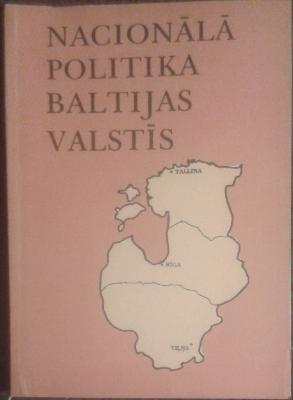 NACIONĀLĀ
POLITIKA
BALTIJAS
VALSTĪS
TALLINA
RĪGA
VIĻŅA